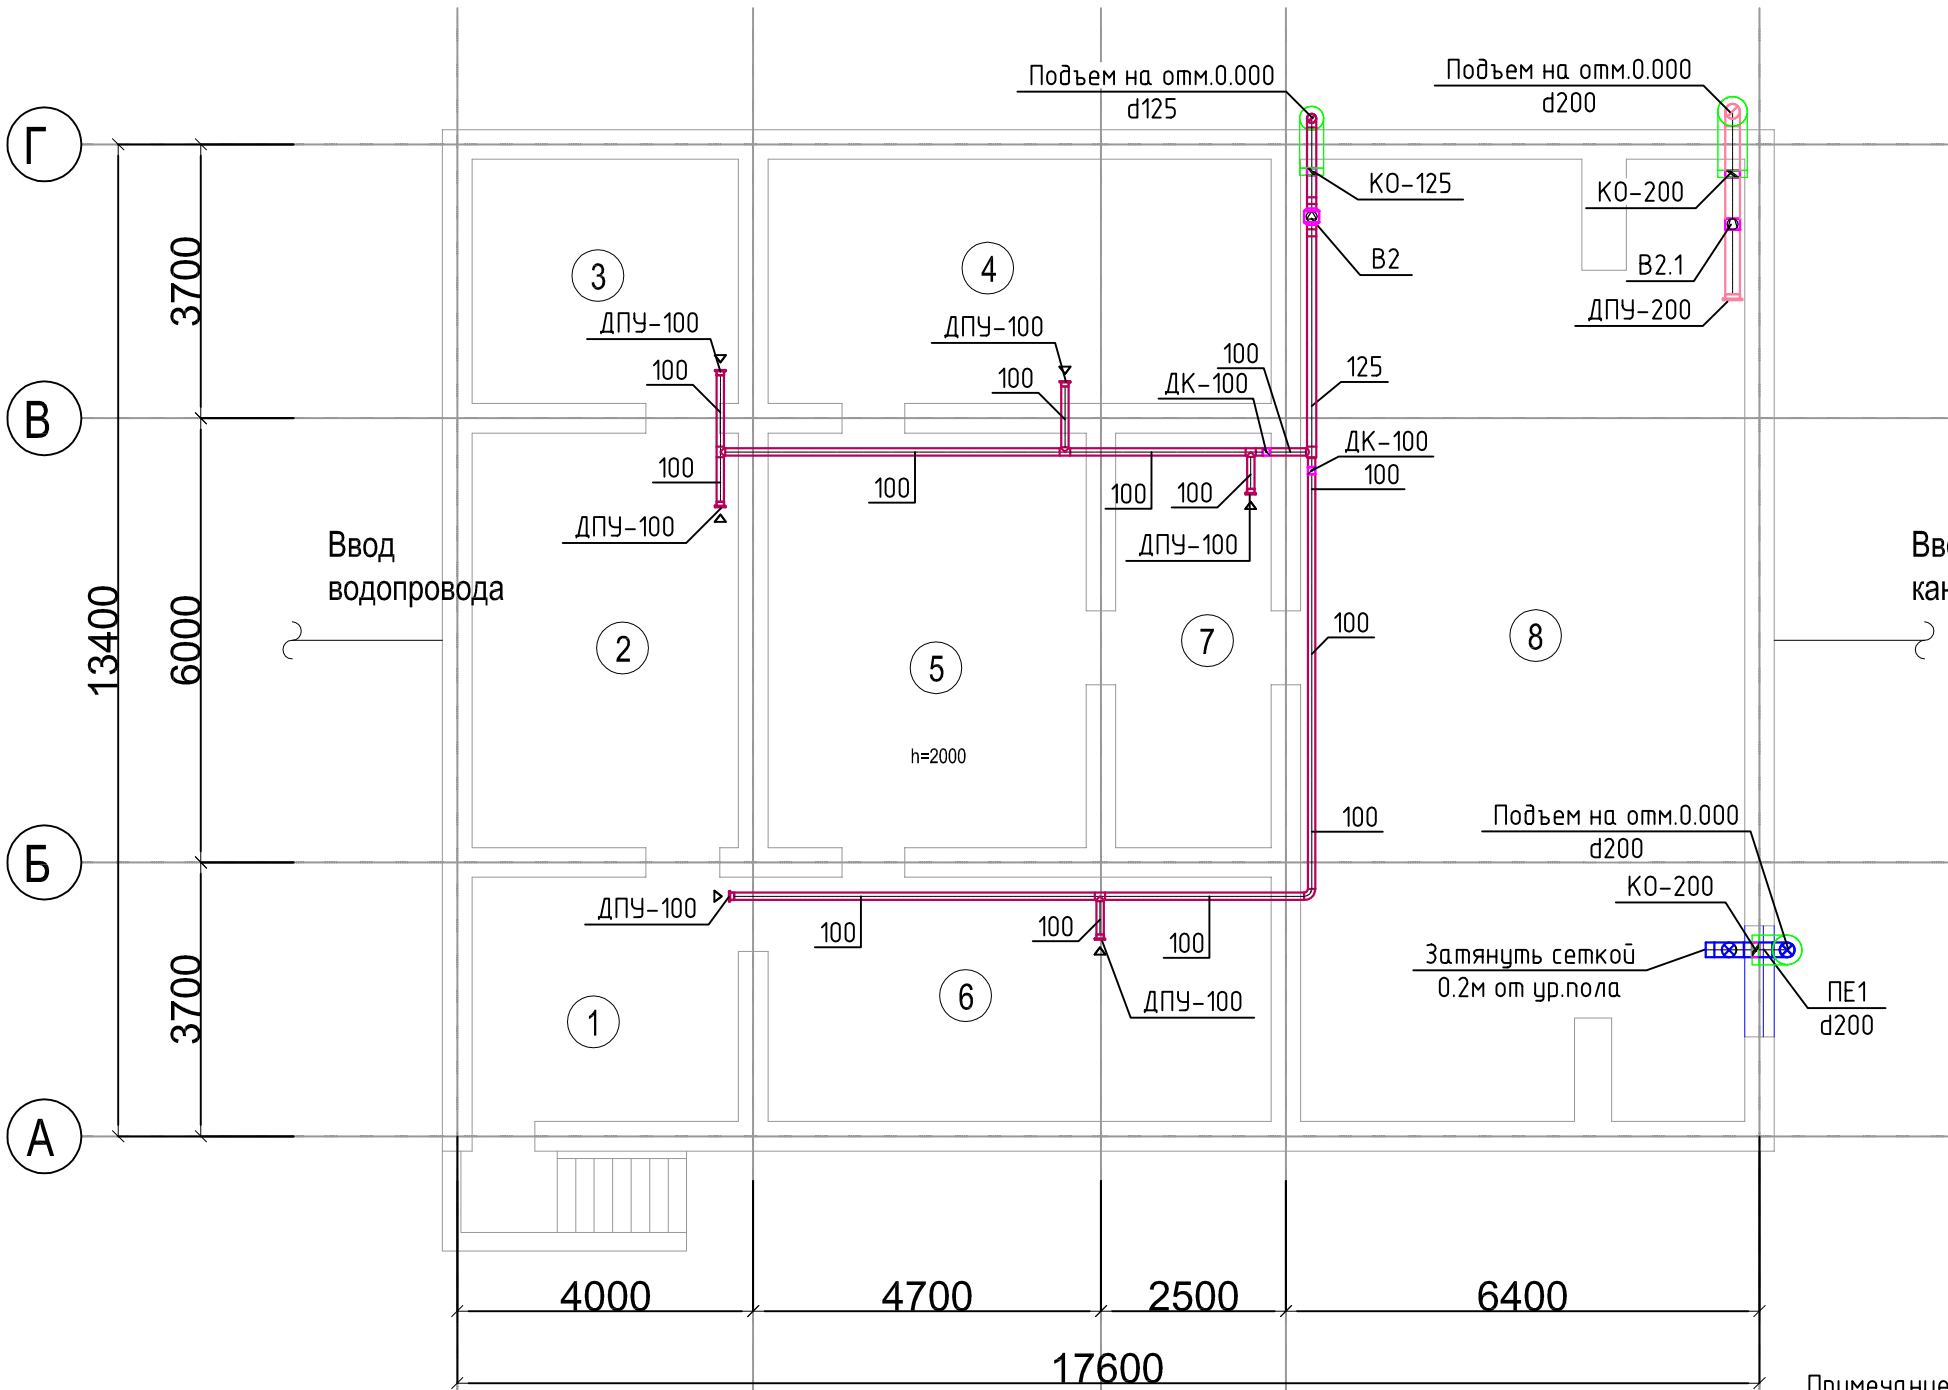 Подъем на отм.0.000
d125
Подъем на отм.0.000
d200
Г
КО-125
КО-200
3700
3
4
В2
В2.1
ДПУ-100
ДПУ-100
ДПУ-200
100
100
100
ДК-100
125
В
ДК-100
100
100
100
100
100
ДПУ-100
ДПУ-100
Ввод
водопровода
13400
6000
2
5
7
8
100
h=2000
100
Подъем на отм.0.000
d200
Б
КО-200
ДПУ-100
100
100
100
Затянуть сеткой
0.2м от ур.пола
ПЕ1
d200
3700
1
6
ДПУ-100
А
4000
4700
2500
6400
17600
Примечание